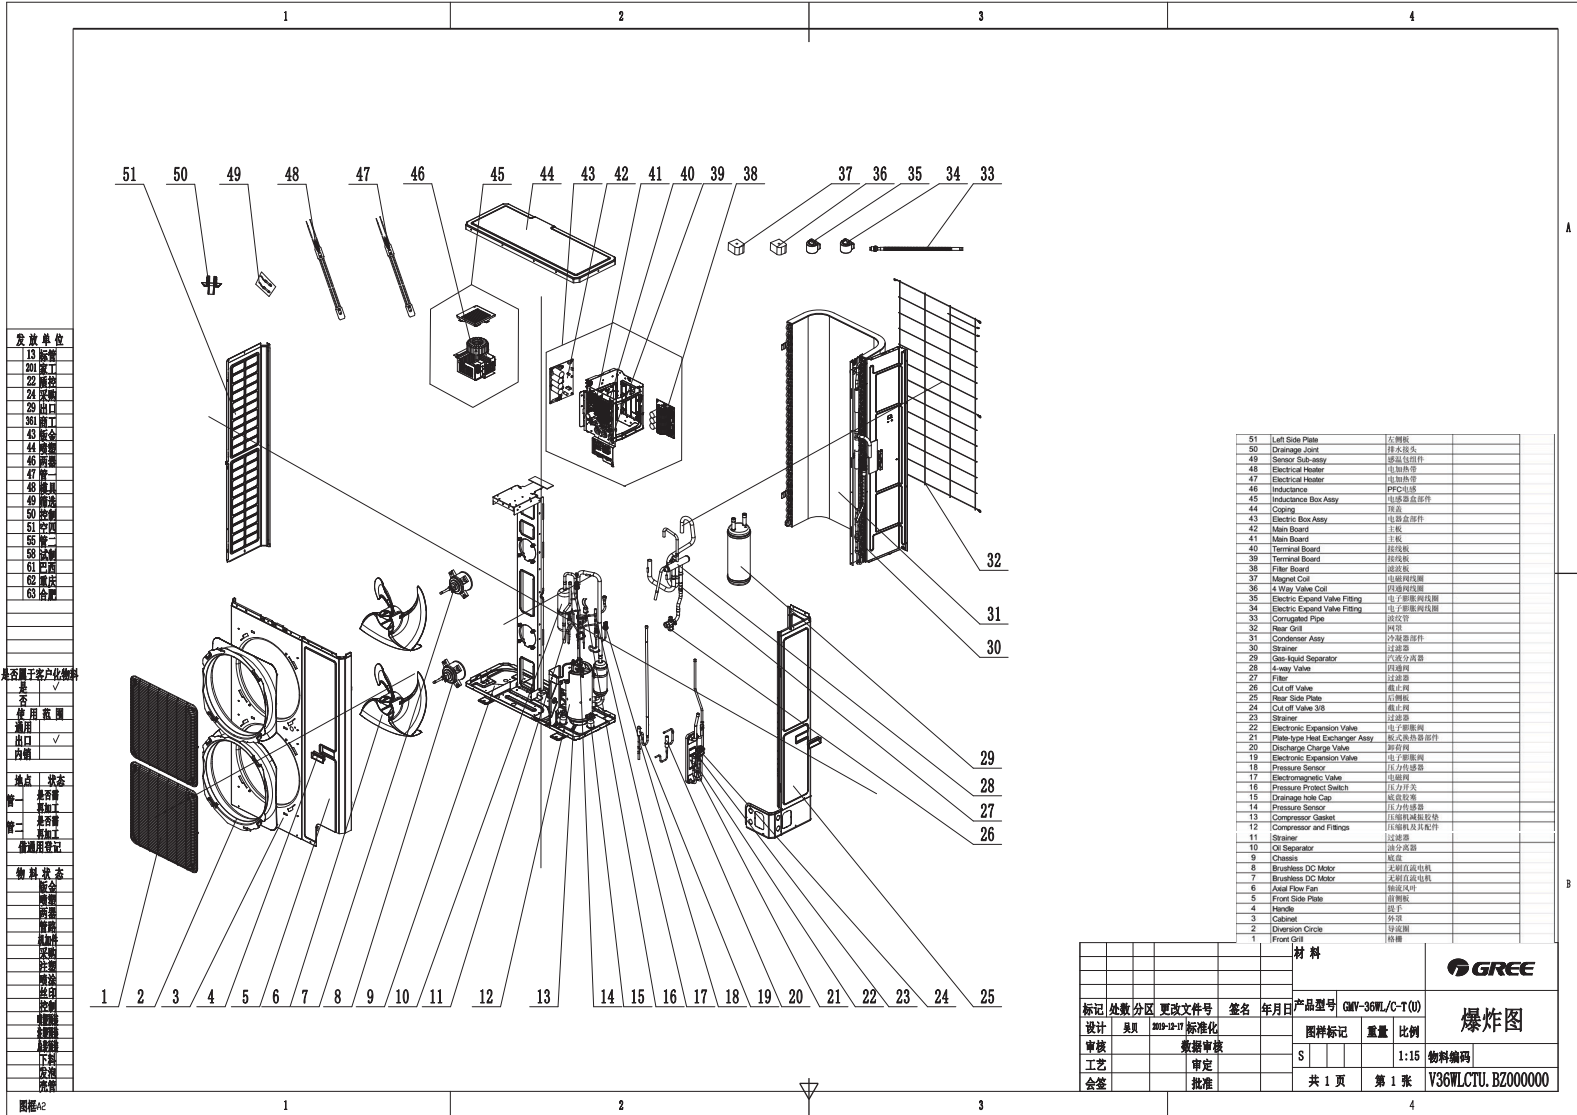 1 2 3 4
A
B
51 50 49 48 47 46 45 44 43 42 41 40 39 38 37 36 35 34 33
32
31
30
29
28
27
26
1 2 3 4 5 6 7 8 9 10 11 12 13 14 15 16 17 18 19 20 21 22 23 24 25
发放单位
13 标管
201 家工
22 质控
24 采购
29 出口
361 商工
43 钣金
44 喷塑
46 两器
47 管一
48 模具
49 筛选
50 控制
51 空四
55 管二
58 试制
61 巴西
62 重庆
63 合肥
是否属于客户化物料
是 √
否
使用范围
通用
出口 √
内销
地点 状态
管一 是否需再加工
管二 是否需再加工
借通用登记
物料状态
钣金
喷塑
两器
管路
机加件
采购
注塑
喷涂
丝印
控制
下料
发泡
壳管
图框A2
51 Left Side Plate 左侧板
50 Drainage Joint 排水接头
49 Sensor Sub-assy 感温包组件
48 Electrical Heater 电加热带
47 Electrical Heater 电加热带
46 Inductance PFC电感
45 Inductance Box Assy 电感器盒部件
44 Coping 顶盖
43 Electric Box Assy 电器盒部件
42 Main Board 主板
41 Main Board 主板
40 Terminal Board 接线板
39 Terminal Board 接线板
38 Filter Board 滤波板
37 Magnet Coil 电磁阀线圈
36 4 Way Valve Coil 四通阀线圈
35 Electric Expand Valve Fitting 电子膨胀阀线圈
34 Electric Expand Valve Fitting 电子膨胀阀线圈
33 Corrugated Pipe 波纹管
32 Rear Grill 网罩
31 Condenser Assy 冷凝器部件
30 Strainer 过滤器
29 Gas-liquid Separator 汽液分离器
28 4-way Valve 四通阀
27 Filter 过滤器
26 Cut off Valve 截止阀
25 Rear Side Plate 后侧板
24 Cut off Valve 3/8 截止阀
23 Strainer 过滤器
22 Electronic Expansion Valve 电子膨胀阀
21 Plate-type Heat Exchanger Assy 板式换热器部件
20 Discharge Charge Valve 卸荷阀
19 Electronic Expansion Valve 电子膨胀阀
18 Pressure Sensor 压力传感器
17 Electromagnetic Valve 电磁阀
16 Pressure Protect Switch 压力开关
15 Drainage hole Cap 底盘胶塞
14 Pressure Sensor 压力传感器
13 Compressor Gasket 压缩机减振胶垫
12 Compressor and Fittings 压缩机及其配件
11 Strainer 过滤器
10 Oil Separator 油分离器
9 Chassis 底盘
8 Brushless DC Motor 无刷直流电机
7 Brushless DC Motor 无刷直流电机
6 Axial Flow Fan 轴流风叶
5 Front Side Plate 前侧板
4 Handle 提手
3 Cabinet 外罩
2 Diversion Circle 导流圈
1 Front Grill 格栅
材料
GREE
标记 处数 分区 更改文件号 签名 年月日
产品型号 GMV-36WL/C-T(U)
爆炸图
设计 吴贝 2019-12-17 标准化
图样标记 重量 比例
审核 数据审核
S 1:15 物料编码
工艺 审定
共 1 页 第 1 张 V36WLCTU.BZ000000
会签 批准
1 2 3 4